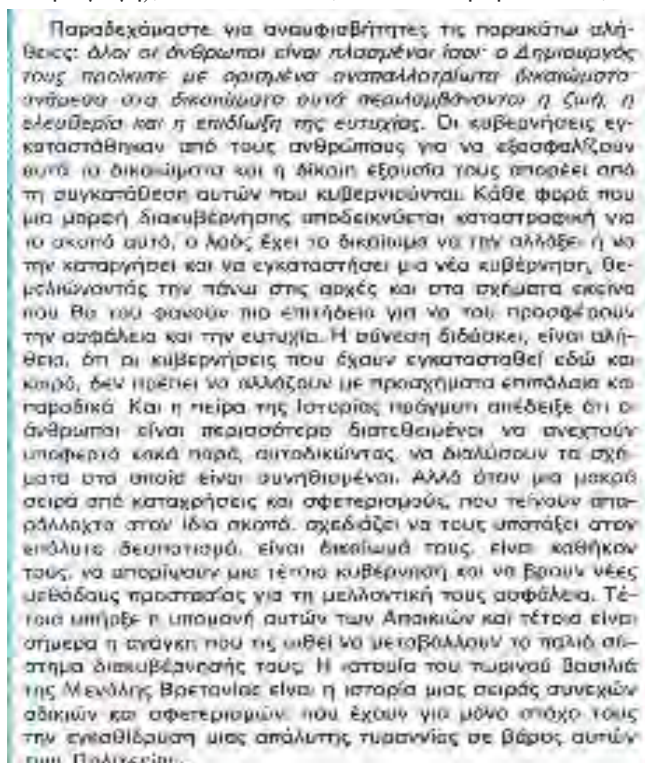 Παραδεχόμαστε για αναμφισβήτητες τις παρακάτω αλή-
θειες: όλοι οι άνθρωποι είναι πλασμένοι ίσοι· ο Δημιουργός
τους προίκισε με ορισμένα αναπαλλοτρίωτα δικαιώματα·
ανάμεσα στα δικαιώματα αυτά περιλαμβάνονται η ζωή, η
ελευθερία και η επιδίωξη της ευτυχίας. Οι κυβερνήσεις εγ-
καταστάθηκαν από τους ανθρώπους για να εξασφαλίζουν
αυτά τα δικαιώματα και η δίκαιη εξουσία τους απορέει από
τη συγκατάθεση αυτών που κυβερνιούνται. Κάθε φορά που
μια μορφή διακυβέρνησης αποδεικνύεται καταστραφική για
το σκοπό αυτό, ο λαός έχει το δικαίωμα να την αλλάξει ή να
την καταργήσει και να εγκαταστήσει μια νέα κυβέρνηση, θε-
μελιώνοντάς την πάνω στις αρχές και στα σχήματα εκείνα
που θα του φανούν πιο επιτήδεια για να του προσφέρουν
την ασφάλεια και την ευτυχία. Η σύνεση διδάσκει, είναι αλή-
θεια, ότι οι κυβερνήσεις που έχουν εγκατασταθεί εδώ και
καιρό, δεν πρέπει να αλλάζουν με προσχήματα επιπόλαια και
παροδικά. Και η πείρα της Ιστορίας πράγματι απέδειξε ότι οι
άνθρωποι είναι περισσότερο διατεθειμένοι να ανεχτούν
υποφερτά κακά παρά, αυτοδικώντας, να διαλύσουν τα σχή-
ματα στα οποία είναι συνηθισμένοι. Αλλά όταν μια μακρά
σειρά από καταχρήσεις και σφετερισμούς, που τείνουν απα-
ράλλαχτα στον ίδιο σκοπό, σχεδιάζει να τους υποτάξει στον
απόλυτο δεσποτισμό, είναι δικαίωμά τους, είναι καθήκον
τους, να απορίψουν μια τέτοια κυβέρνηση και να βρουν νέες
μεθόδους προστασίας για τη μελλοντική τους ασφάλεια. Τέ-
τοια υπήρξε η υπομονή αυτών των Αποικιών και τέτοια είναι
σήμερα η ανάγκη που τις ωθεί να μεταβάλλουν το παλιό σύ-
στημα διακυβέρνησής τους. Η ιστορία του τωρινού Βασιλιά
της Μεγάλης Βρετανίας είναι η ιστορία μιας σειράς συνεχών
αδικιών και σφετερισμών, που έχουν για μόνο στόχο τους
την εγκαθίδρυση μιας απόλυτης τυραννίας σε βάρος αυτών
των Πολιτειών.